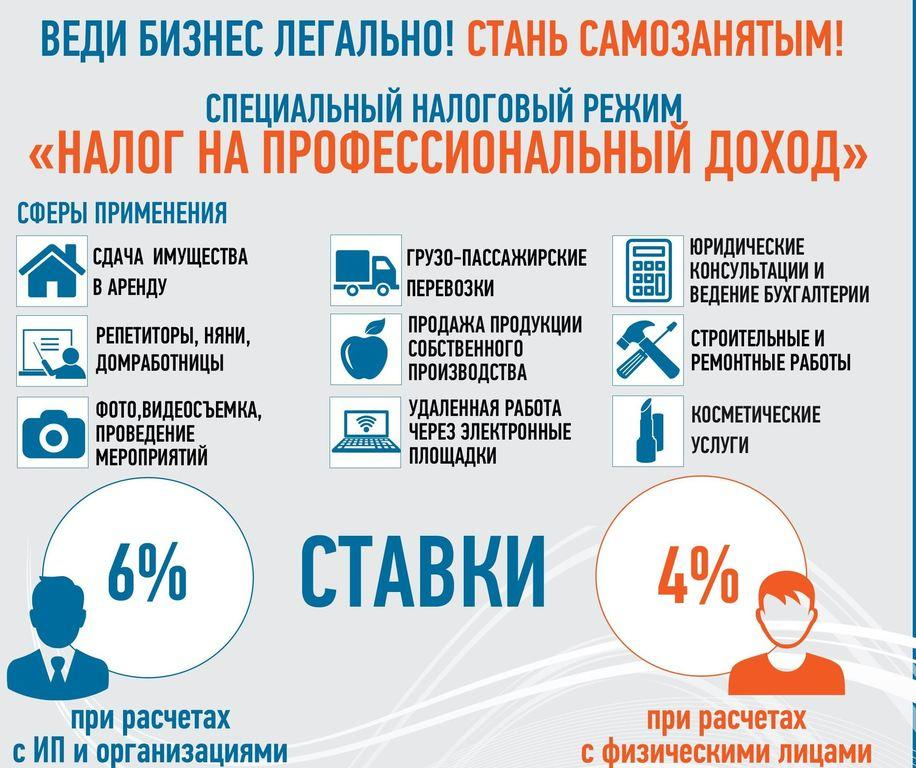 ВЕДИ БИЗНЕС ЛЕГАЛЬНО! СТАНЬ САМОЗАНЯТЫМ!
СПЕЦИАЛЬНЫЙ НАЛОГОВЫЙ РЕЖИМ
«НАЛОГ НА ПРОФЕССИОНАЛЬНЫЙ ДОХОД»
СФЕРЫ ПРИМЕНЕНИЯ
СДАЧА ИМУЩЕСТВА
В АРЕНДУ
ГРУЗО-ПАССАЖИРСКИЕ
ПЕРЕВОЗКИ
ЮРИДИЧЕСКИЕ
КОНСУЛЬТАЦИИ И
ВЕДЕНИЕ БУХГАЛТЕРИИ
РЕПЕТИТОРЫ, НЯНИ,
ДОМРАБОТНИЦЫ
ПРОДАЖА ПРОДУКЦИИ
СОБСТВЕННОГО
ПРОИЗВОДСТВА
СТРОИТЕЛЬНЫЕ И
РЕМОНТНЫЕ РАБОТЫ
ФОТО,ВИДЕОСЪЕМКА,
ПРОВЕДЕНИЕ
МЕРОПРИЯТИЙ
УДАЛЕННАЯ РАБОТА
ЧЕРЕЗ ЭЛЕКТРОННЫЕ
ПЛОЩАДКИ
КОСМЕТИЧЕСКИЕ
УСЛУГИ
СТАВКИ
6%
при расчетах
с ИП и организациями
4%
при расчетах
с физическими лицами